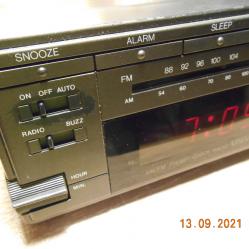 SNOOZE ALARM SLEEP
FM 88 92 96 100 104
AM 54 60 70 80
ON OFF AUTO
RADIO BUZZ
HOUR
MIN.
13.09.2021